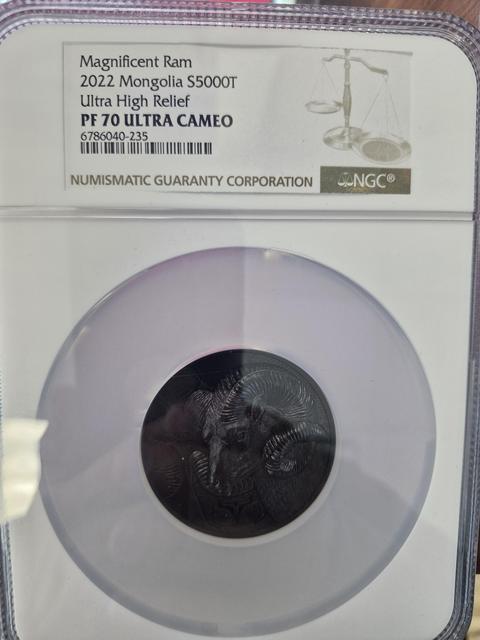 Magnificent Ram
2022 Mongolia S5000T
Ultra High Relief
PF 70 ULTRA CAMEO
6786040-235
NUMISMATIC GUARANTY CORPORATION
NGC®